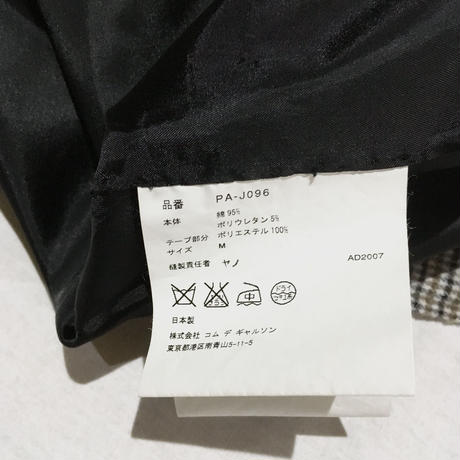 品番 PA-J096
本体 綿 95%
ポリウレタン 5%
テープ部分 ポリエステル 100%
サイズ M
縫製責任者 ヤノ AD2007
ドライ
日本製
株式会社 コム デ ギャルソン
東京都港区南青山5-11-5